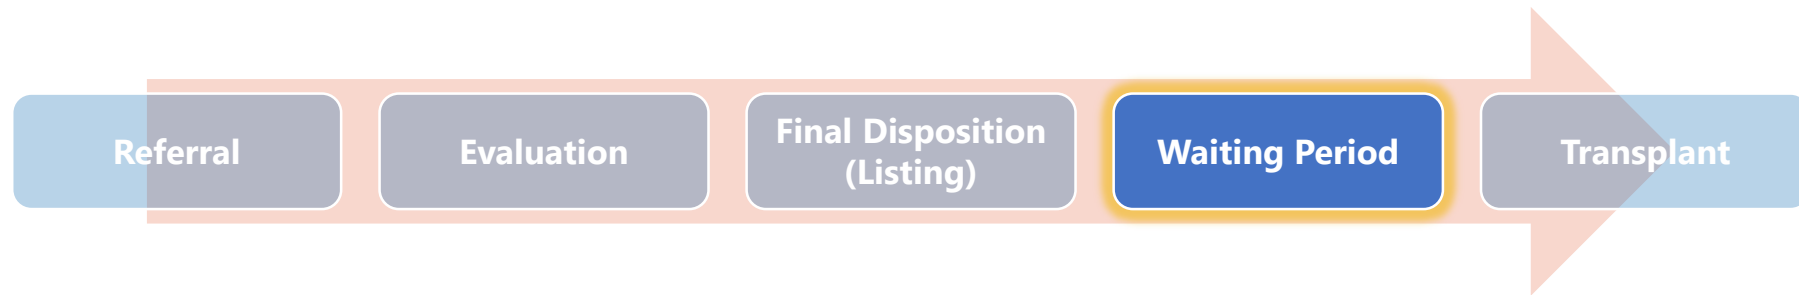 Referral
Evaluation
Final Disposition
(Listing)
Waiting Period
Transplant